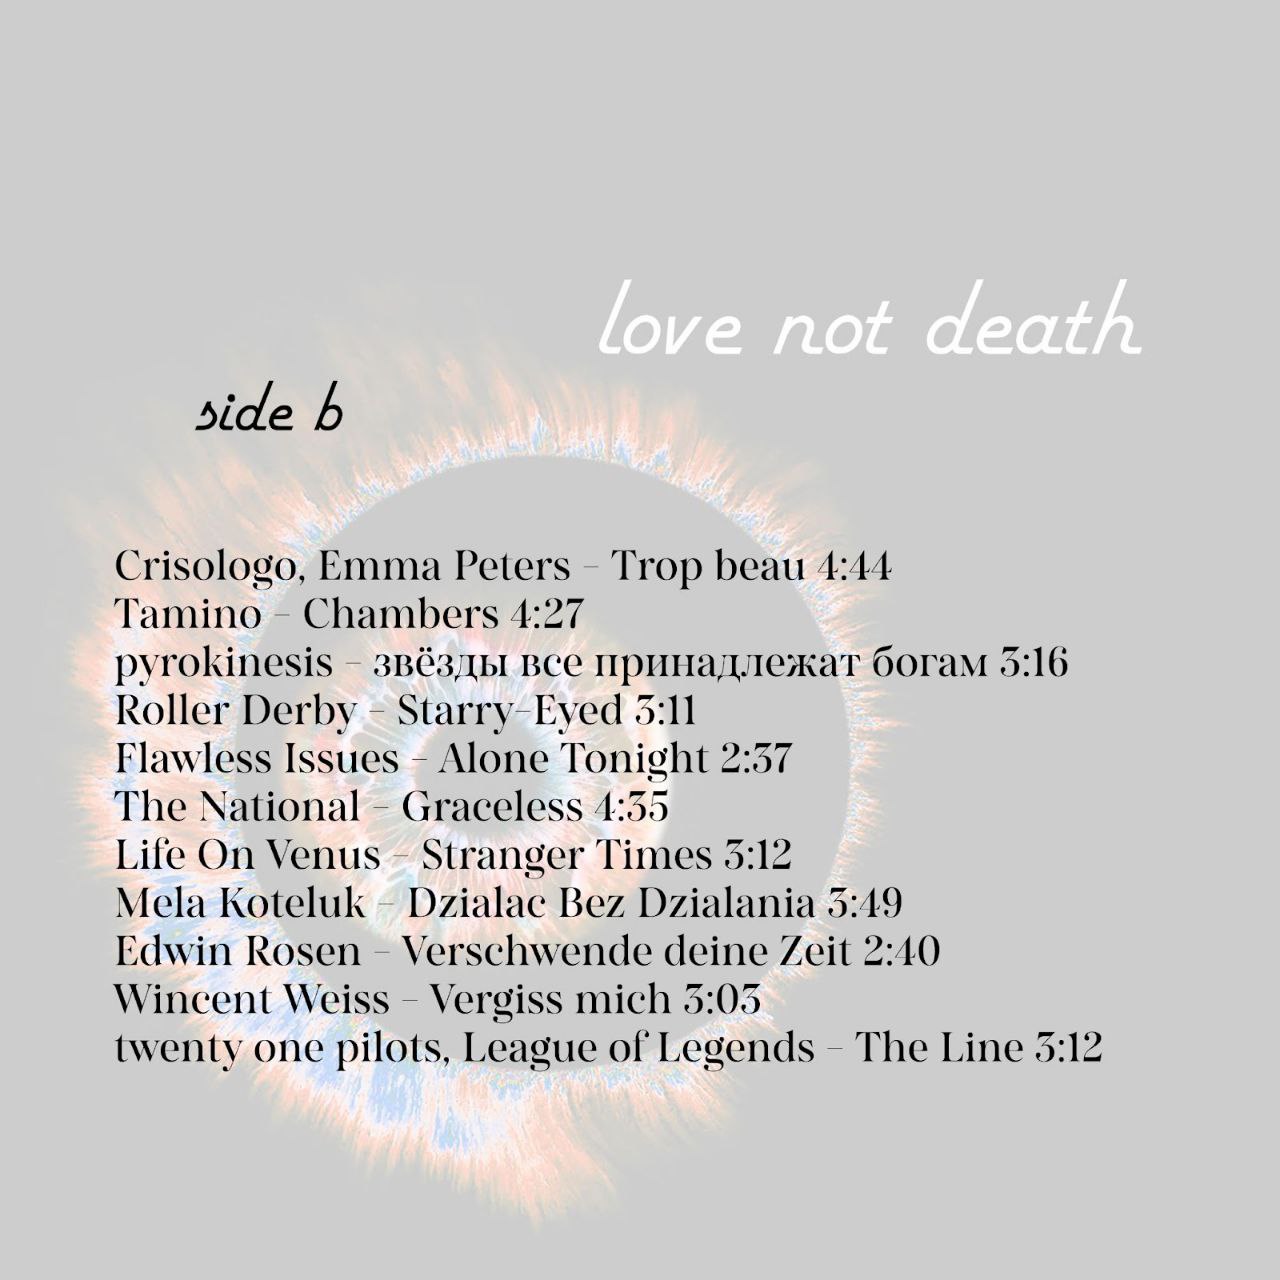 love not death
side b
Crisologo, Emma Peters – Trop beau 4:44
Tamino – Chambers 4:27
pyrokinesis – звёзды все принадлежат богам 3:16
Roller Derby – Starry-Eyed 3:11
Flawless Issues – Alone Tonight 2:37
The National – Graceless 4:35
Life On Venus – Stranger Times 3:12
Mela Koteluk – Dzialac Bez Dzialania 3:49
Edwin Rosen – Verschwende deine Zeit 2:40
Wincent Weiss – Vergiss mich 3:03
twenty one pilots, League of Legends – The Line 3:12